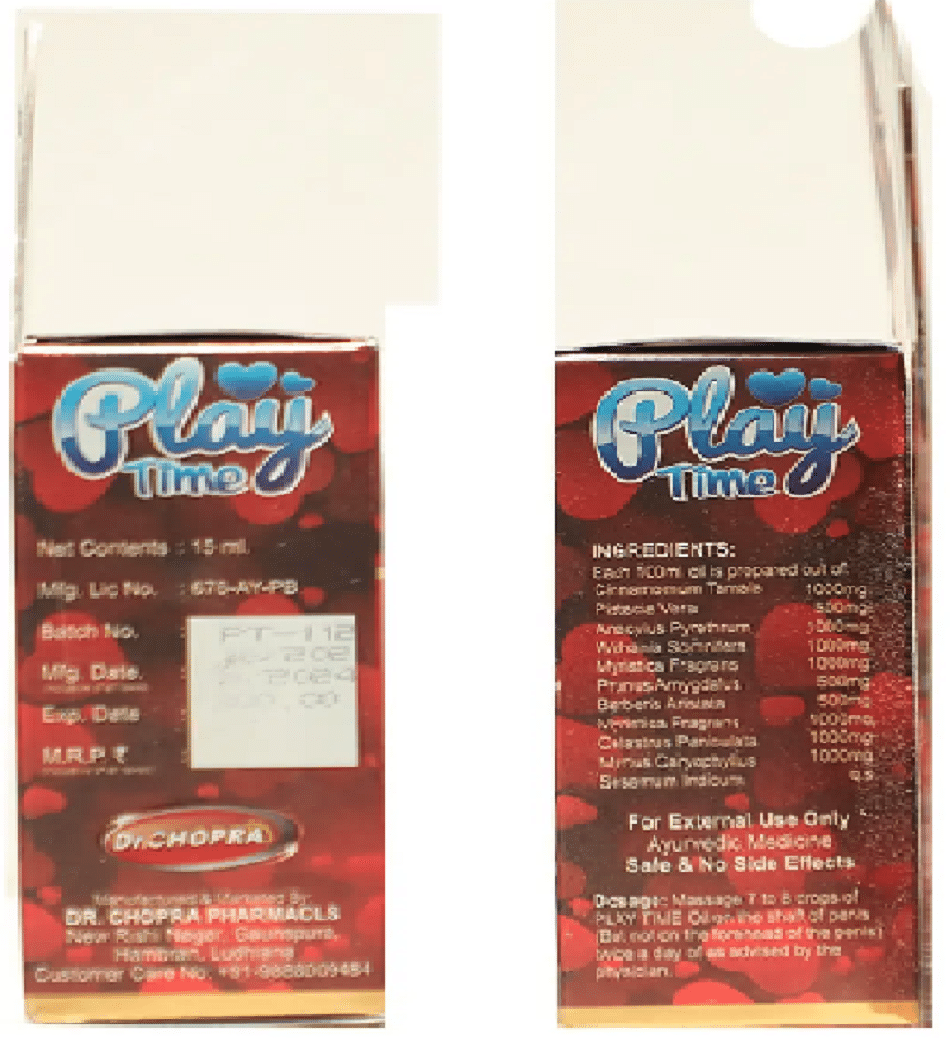 Play
Time
Net Contents : 15 ml.
Mfg. Lic No. : 676-AY-PB
Batch No.
PT-112
Mfg. Date.
202
Exp. Date
2024
M.R.P. ₹
.00
Dr. CHOPRA
Manufactured & Marketed By:
DR. CHOPRA PHARMACLS
New Rishi Nagar,
Hambran, Ludhiana
Customer Care No.
Play
Time
INGREDIENTS:
Each 100ml oil is prepared out of
Cinnamomum Tamala 1000mg
Pistacia Vera 500mg
Anacylus Pyrethrum 1000mg
Withania Somnifera 1000mg
Myristica Fragrans 1000mg
Prunus Amygdalus 500mg
Berberis Aristata 500mg
Myristica Fragrans 1000mg
Celastrus Paniculata 1000mg
Myrtus Caryophyllus 1000mg
Sesamum Indicum q.s
For External Use Only
Ayurvedic Medicine
Safe & No Side Effects
Dosage: Massage 7 to 8 drops of
PLAY TIME Oil on the shaft of penis
(But not on the forehead of the penis)
twice a day of as advised by the
physician.